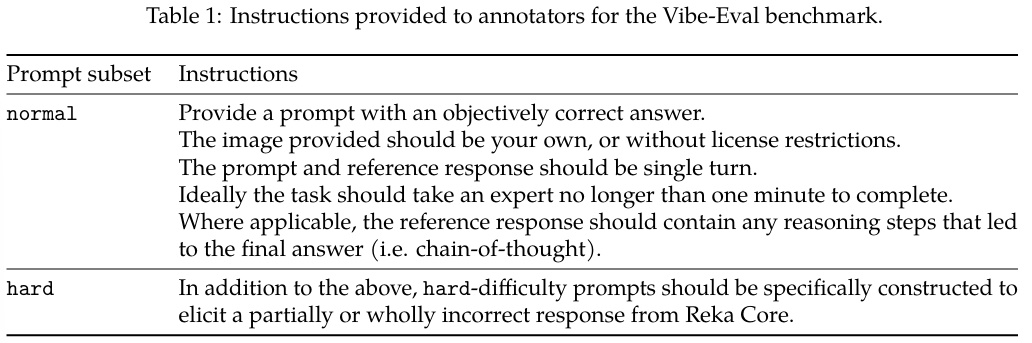 Table 1: Instructions provided to annotators for the Vibe-Eval benchmark.
Prompt subset Instructions
normal Provide a prompt with an objectively correct answer.
The image provided should be your own, or without license restrictions.
The prompt and reference response should be single turn.
Ideally the task should take an expert no longer than one minute to complete.
Where applicable, the reference response should contain any reasoning steps that led
to the final answer (i.e. chain-of-thought).
hard In addition to the above, hard-difficulty prompts should be specifically constructed to
elicit a partially or wholly incorrect response from Reka Core.